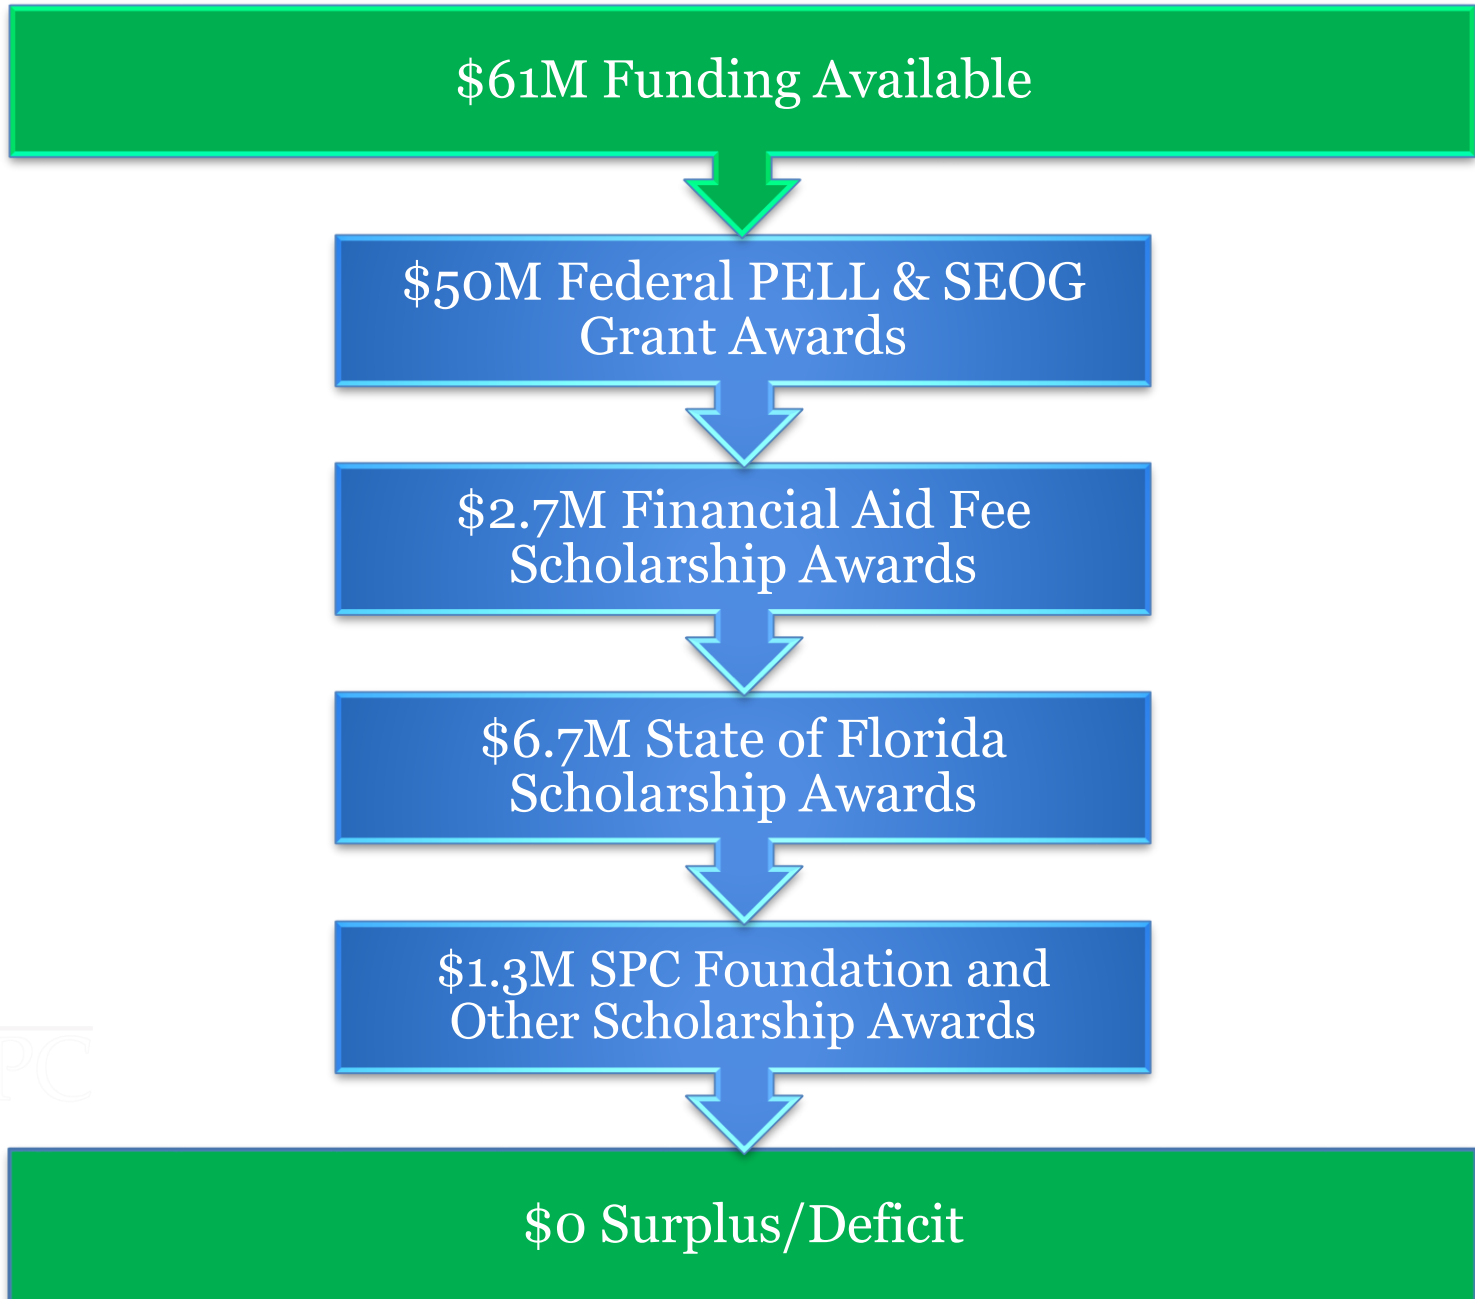 $61M Funding Available
$50M Federal PELL & SEOG
Grant Awards
$2.7M Financial Aid Fee
Scholarship Awards
$6.7M State of Florida
Scholarship Awards
$1.3M SPC Foundation and
Other Scholarship Awards
PC
$0 Surplus/Deficit